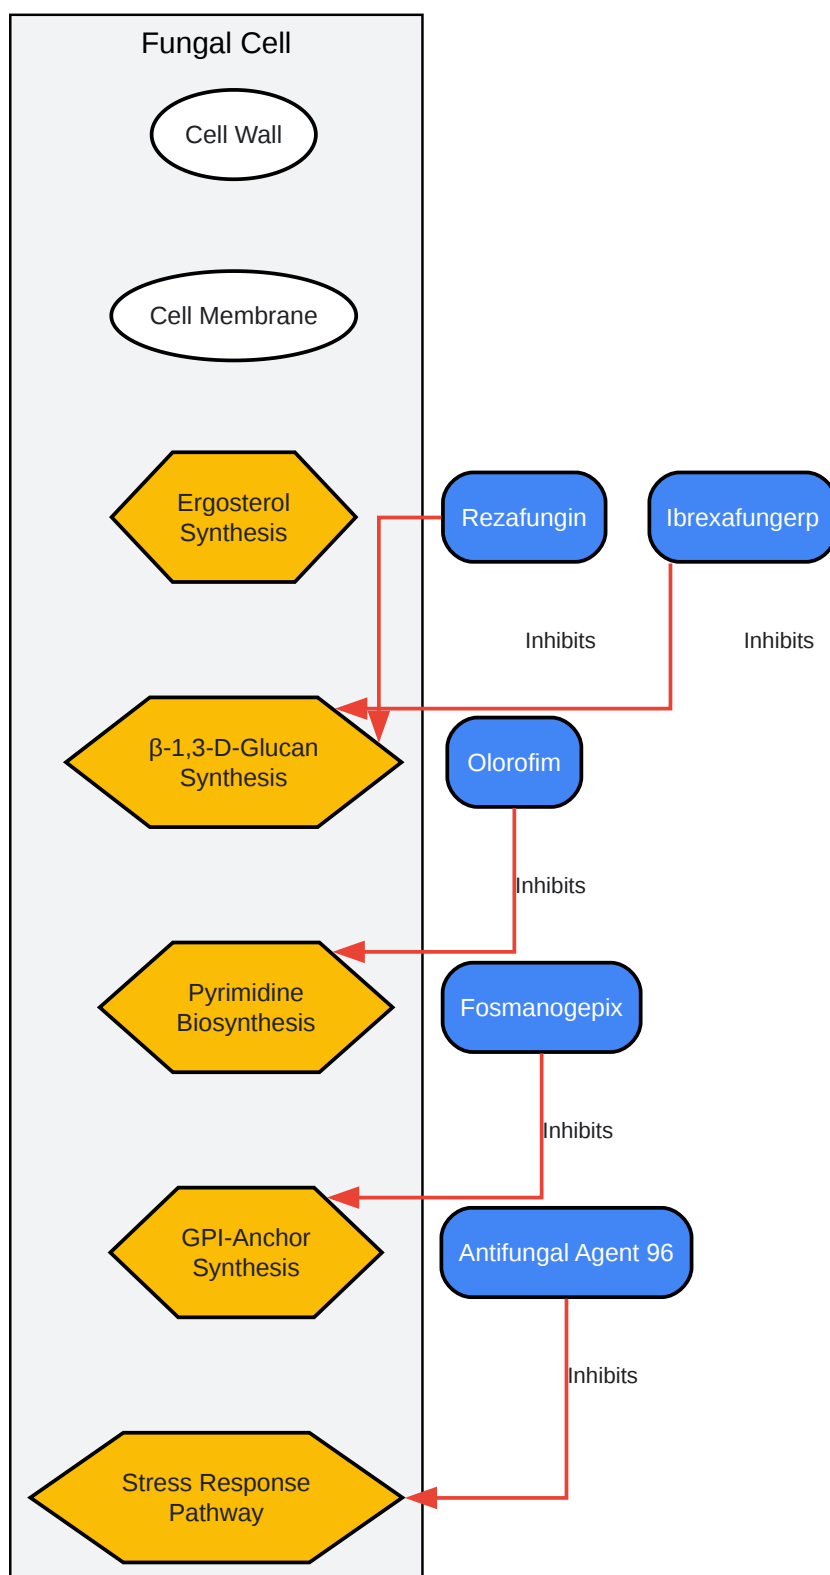 Fungal Cell
Cell Wall
Cell Membrane
Ergosterol
Synthesis
Rezafungin
Ibrexafungerp
Inhibits
Inhibits
β-1,3-D-Glucan
Synthesis
Olorofim
Inhibits
Pyrimidine
Biosynthesis
Fosmanogepix
Inhibits
GPI-Anchor
Synthesis
Antifungal Agent 96
Inhibits
Stress Response
Pathway